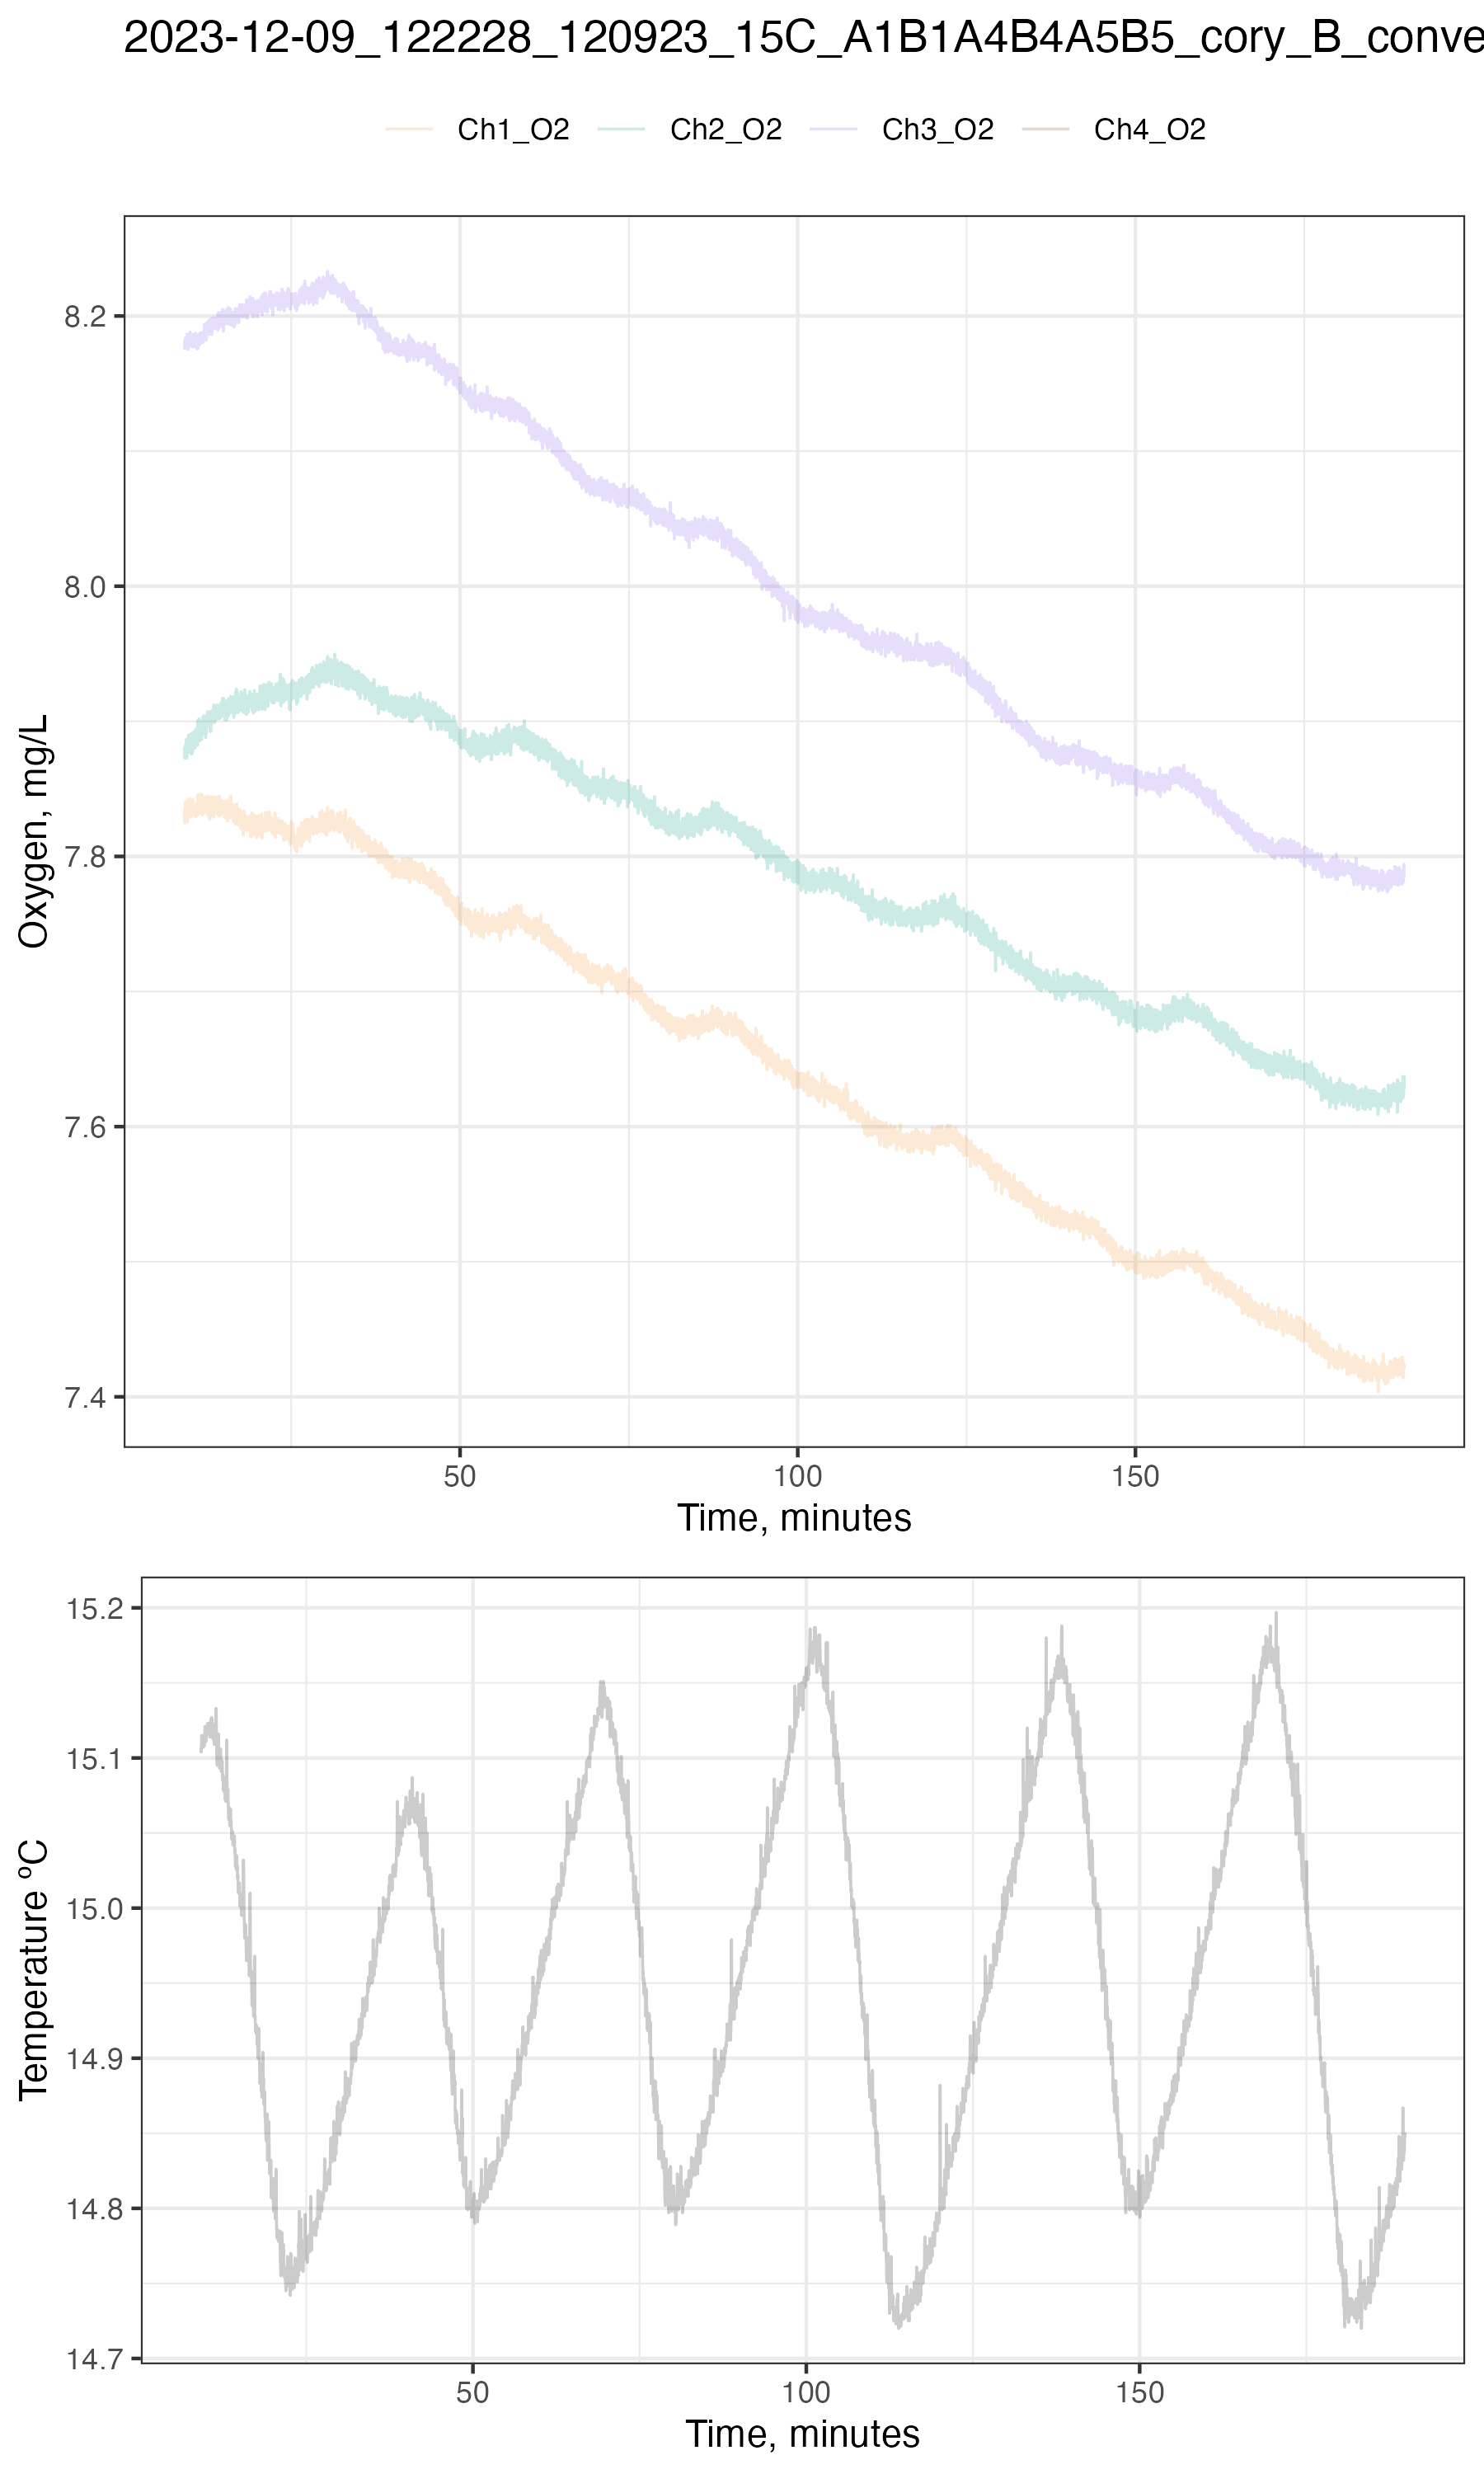 2023-12-09_122228_120923_15C_A1B1A4B4A5B5_cory_B_conve
Ch1_O2 Ch2_O2 Ch3_O2 Ch4_O2
8.2
8.0
7.8
7.6
7.4
Oxygen, mg/L
50 100 150
Time, minutes
15.2
15.1
15.0
14.9
14.8
14.7
Temperature ºC
50 100 150
Time, minutes